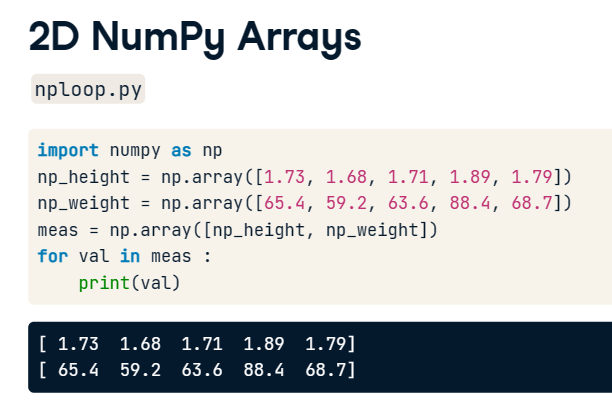 2D NumPy Arrays
nploop.py
import numpy as np
np_height = np.array([1.73, 1.68, 1.71, 1.89, 1.79])
np_weight = np.array([65.4, 59.2, 63.6, 88.4, 68.7])
meas = np.array([np_height, np_weight])
for val in meas :
    print(val)
[ 1.73  1.68  1.71  1.89  1.79]
[ 65.4  59.2  63.6  88.4  68.7]